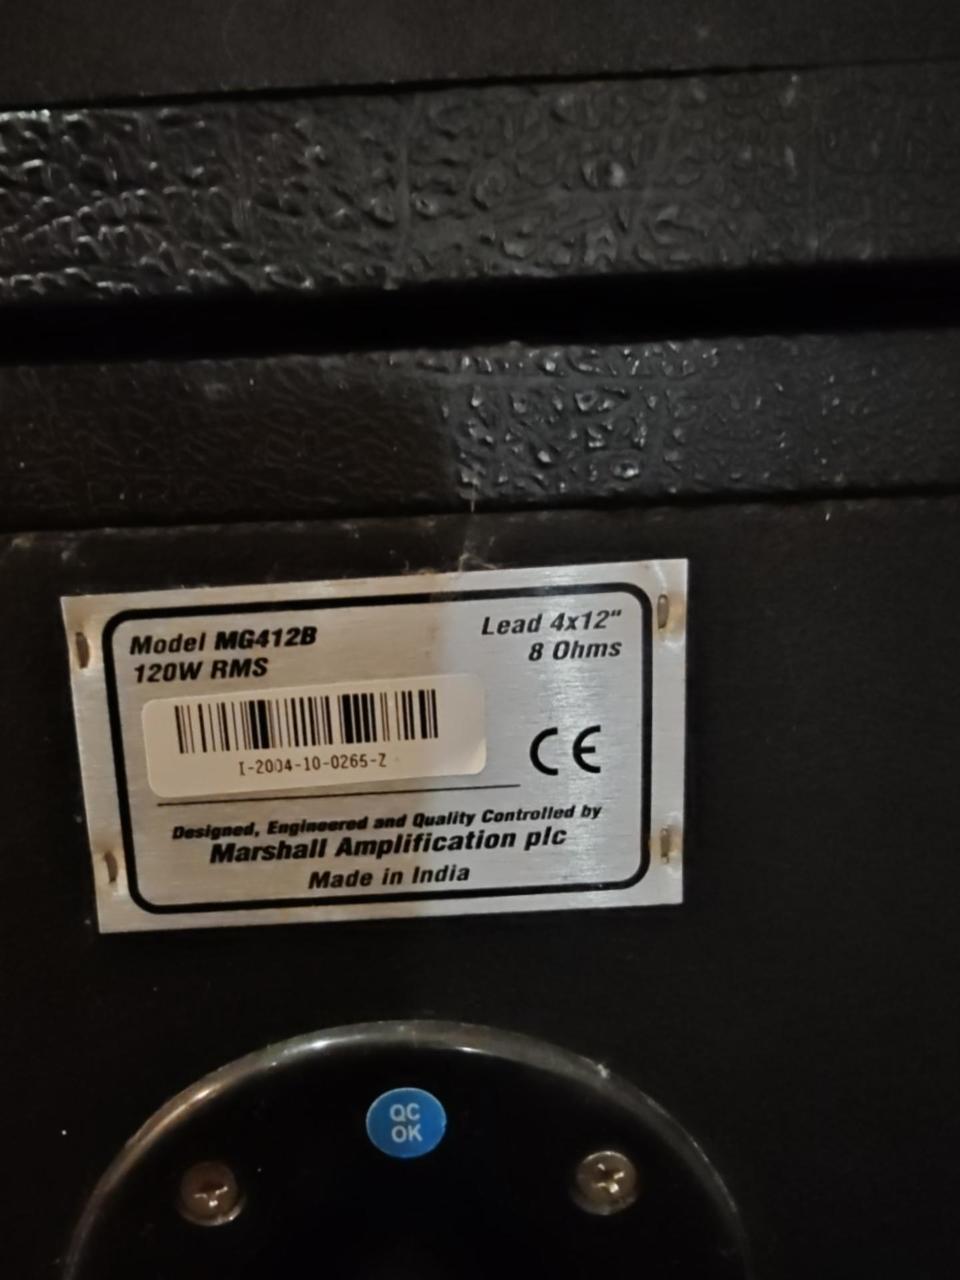 Model MG412B
120W RMS
Lead 4x12"
8 Ohms
I-2004-10-0265-Z
CE
Designed, Engineered and Quality Controlled by
Marshall Amplification plc
Made in India
QC
OK